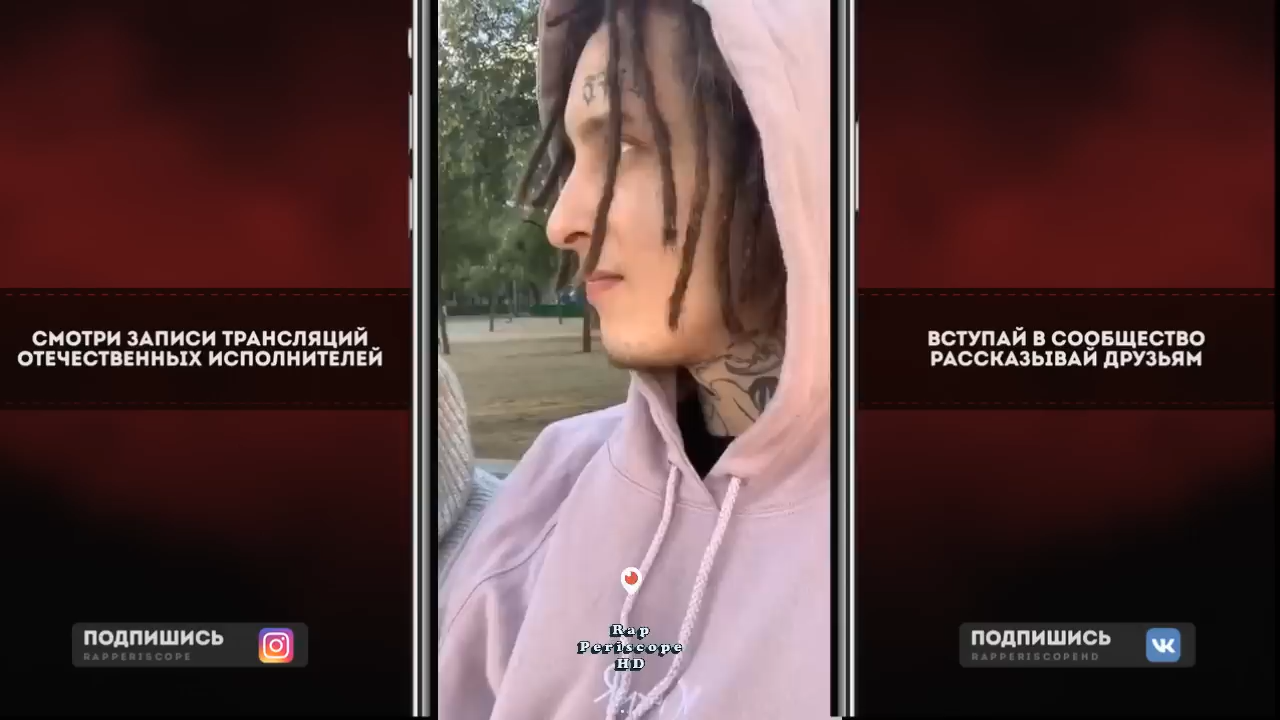 СМОТРИ ЗАПИСИ ТРАНСЛЯЦИЙ
ОТЕЧЕСТВЕННЫХ ИСПОЛНИТЕЛЕЙ
ВСТУПАЙ В СООБЩЕСТВО
РАССКАЗЫВАЙ ДРУЗЬЯМ
Rap
Periscope
HD
ПОДПИШИСЬ
RAPPERISCOPE
ПОДПИШИСЬ
RAPPERISCOPEHD